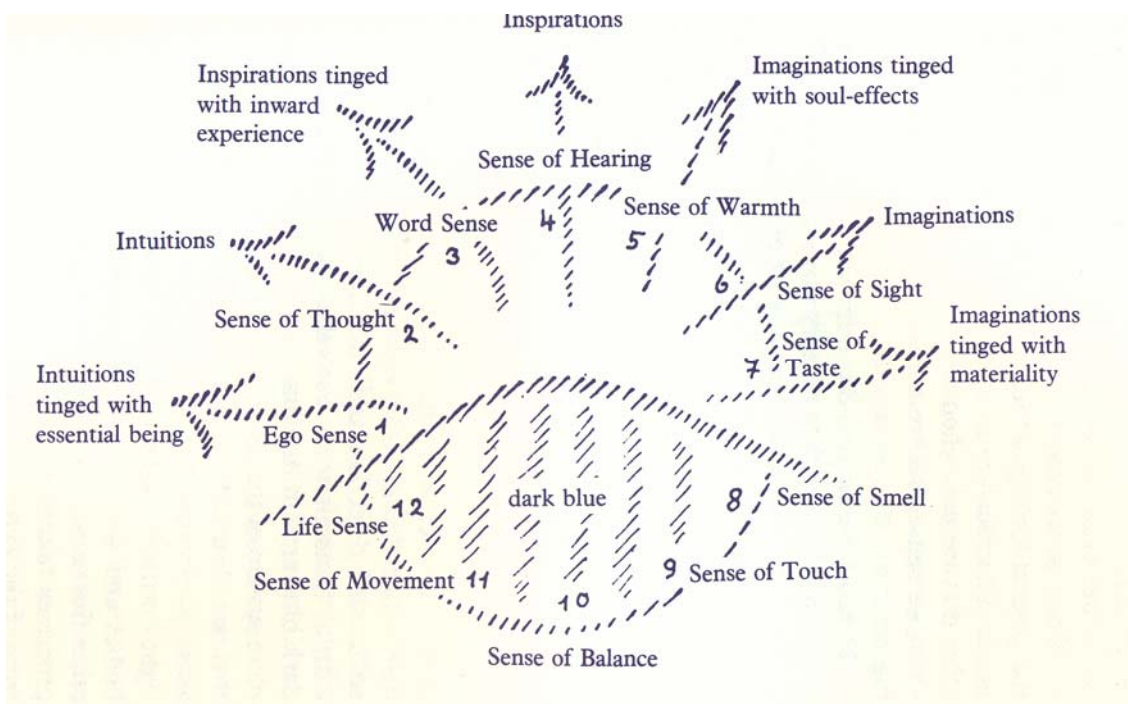 Inspirations
Inspirations tinged
with inward
experience
Imaginations tinged
with soul-effects
Sense of Hearing
4
Word Sense
3
Sense of Warmth
5
Imaginations
Intuitions
6
Sense of Sight
Sense of Thought
2
Imaginations
tinged with
materiality
Sense of
7 Taste
Intuitions
tinged with
essential being
Ego Sense 1
dark blue
8 Sense of Smell
12
Life Sense
Sense of Movement 11
9 Sense of Touch
10
Sense of Balance